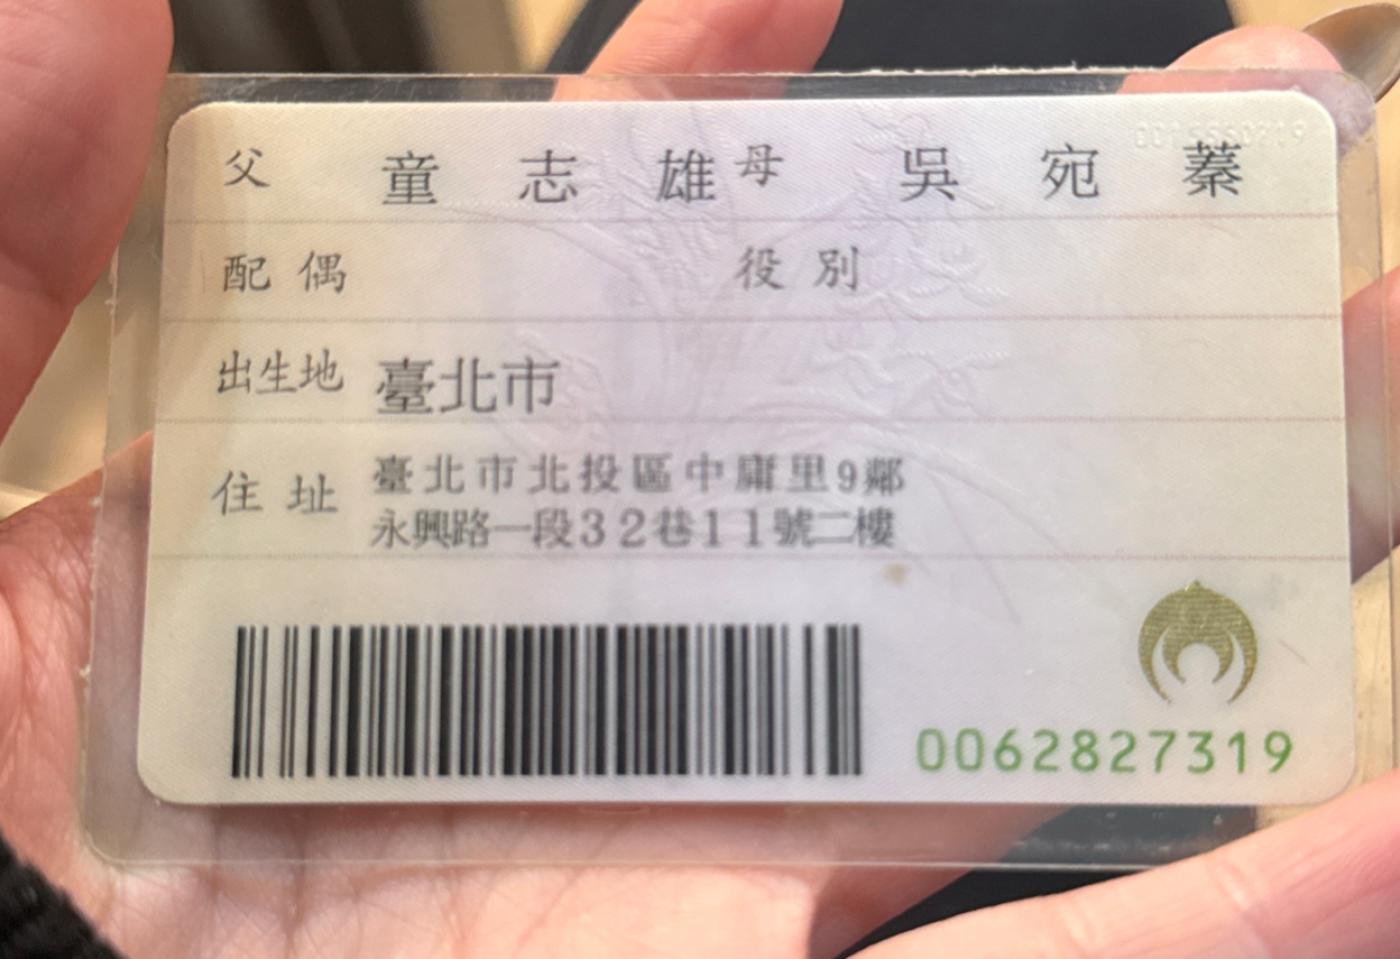 父 童志雄 母 吳宛蓁
配偶 役別
出生地 臺北市
住址 臺北市北投區中庸里9鄰
永興路一段32巷11號二樓
0062827319